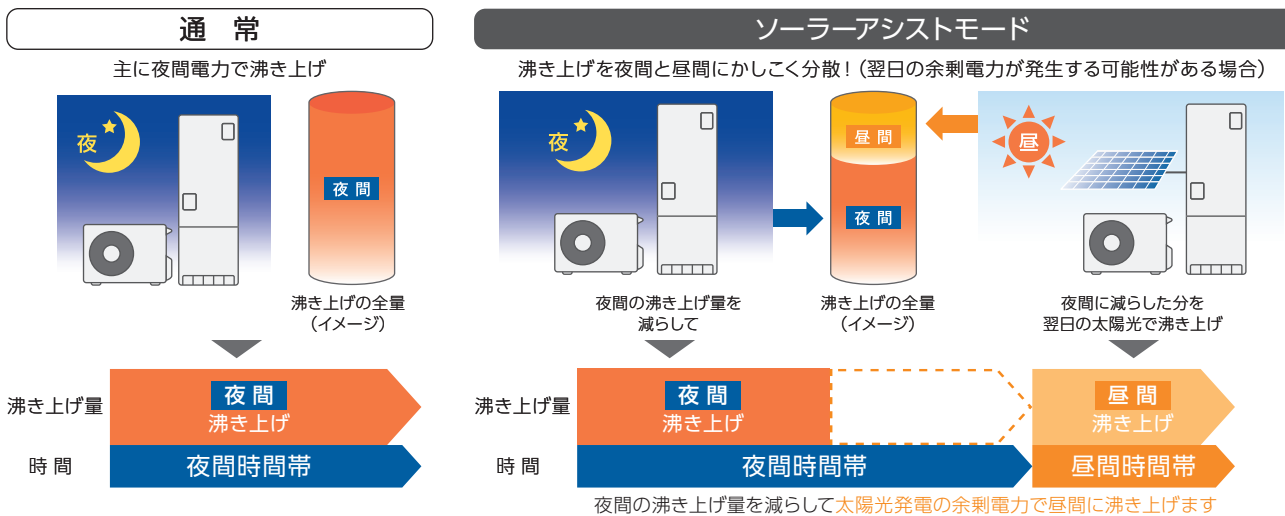 通常
主に夜間電力で沸き上げ
夜
夜間
沸き上げの全量
(イメージ)
沸き上げ量
夜間
沸き上げ
時間
夜間時間帯
ソーラーアシストモード
沸き上げを夜間と昼間にかしこく分散!(翌日の余剰電力が発生する可能性がある場合)
夜
昼間
夜間
昼
夜間の沸き上げ量を
減らして
沸き上げの全量
(イメージ)
夜間に減らした分を
翌日の太陽光で沸き上げ
沸き上げ量
夜間
沸き上げ
昼間
沸き上げ
時間
夜間時間帯
昼間時間帯
夜間の沸き上げ量を減らして太陽光発電の余剰電力で昼間に沸き上げます